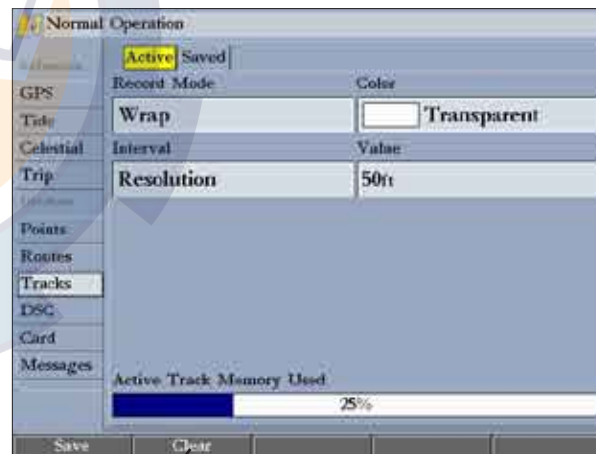 Normal Operation
Active Saved
Record Mode Color
GPS
Wrap Transparent
Tide
Celestial
Interval Value
Trip
Resolution 50ft
Points
Routes
Tracks
DSC
Card
Messages
Active Track Memory Used
25%
Save Clear